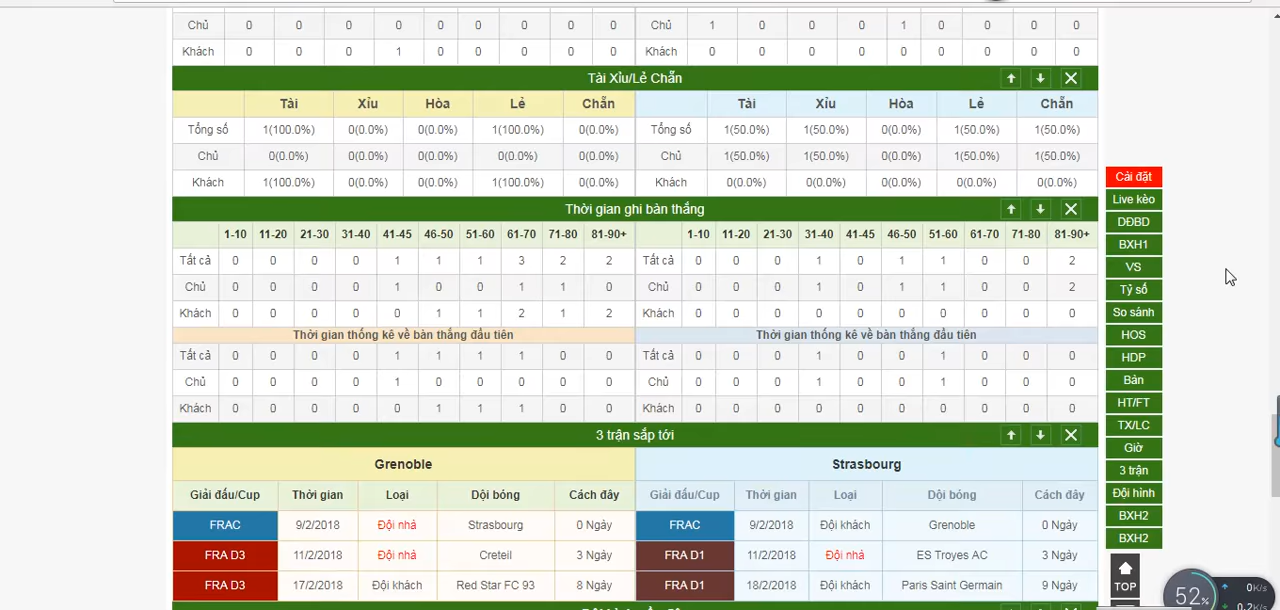 Chủ 0 0 0 0 0 0 0 0 0 Chủ 1 0 0 0 1 0 0 0 0
Khách 0 0 0 1 0 0 0 0 0 Khách 0 0 0 0 0 0 0 0 0
Tài Xỉu/Lẻ Chẵn
Tài Xỉu Hòa Lẻ Chẵn Tài Xỉu Hòa Lẻ Chẵn
Tổng số 1(100.0%) 0(0.0%) 0(0.0%) 1(100.0%) 0(0.0%) Tổng số 1(50.0%) 1(50.0%) 0(0.0%) 1(50.0%) 1(50.0%)
Chủ 0(0.0%) 0(0.0%) 0(0.0%) 0(0.0%) 0(0.0%) Chủ 1(50.0%) 1(50.0%) 0(0.0%) 1(50.0%) 1(50.0%)
Khách 1(100.0%) 0(0.0%) 0(0.0%) 1(100.0%) 0(0.0%) Khách 0(0.0%) 0(0.0%) 0(0.0%) 0(0.0%) 0(0.0%)
Thời gian ghi bàn thắng
1-10 11-20 21-30 31-40 41-45 51-60 61-70 71-80 81-90+ 1-10 11-20 21-30 31-40 41-45 46-50 51-60 61-70 71-80 81-90+
Tất cả 0 0 0 0 1 1 1 3 2 2 Tất cả 0 0 0 1 0 1 1 0 0 2
Chủ 0 0 0 0 1 0 0 1 1 0 Chủ 0 0 0 1 0 1 1 0 0 2
Khách 0 0 0 0 0 1 1 2 1 2 Khách 0 0 0 0 0 0 0 0 0 0
Thời gian thống kê về bàn thắng đầu tiên Thời gian thống kê về bàn thắng đầu tiên
Tất cả 0 0 0 0 1 1 1 1 0 0 Tất cả 0 0 0 1 0 0 1 0 0 0
Chủ 0 0 0 0 1 0 0 0 0 0 Chủ 0 0 0 1 0 0 1 0 0 0
Khách 0 0 0 0 0 1 1 1 0 0 Khách 0 0 0 0 0 0 0 0 0 0
3 trận sắp tới
Grenoble Strasbourg
Giải đấu/Cup Thời gian Loại Dội bóng Cách đây Giải đấu/Cup Thời gian Loại Dội bóng Cách đây
FRAC 9/2/2018 Đội nhà Strasbourg 0 Ngày FRAC 9/2/2018 Đội khách Grenoble 0 Ngày
FRA D3 11/2/2018 Đội nhà Creteil 3 Ngày FRA D1 11/2/2018 Đội nhà ES Troyes AC 3 Ngày
FRA D3 17/2/2018 Đội khách Red Star FC 93 8 Ngày FRA D1 18/2/2018 Đội khách Paris Saint Germain 9 Ngày
Cài đặt
Live kèo
DĐBD
BXH1
VS
Tỷ số
So sánh
HOS
HDP
Bàn
HT/FT
TX/LC
Giờ
3 trận
Đội hình
BXH2
BXH2
TOP
52%
0K/s
0.2K/s